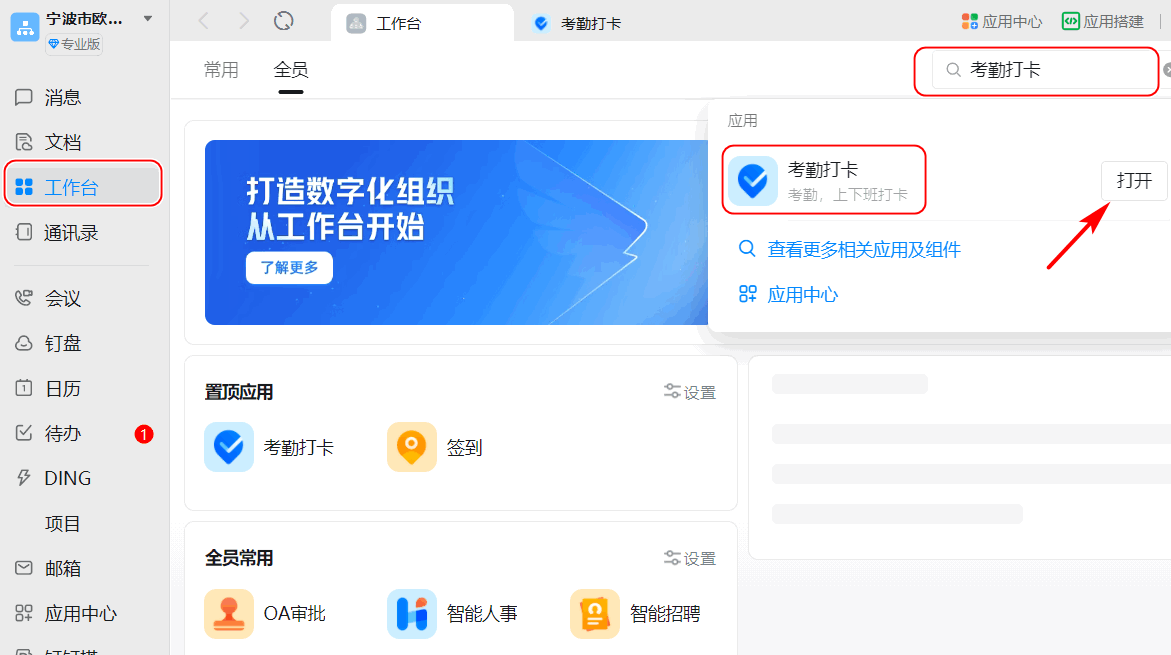 宁波市欧...
专业版
工作台
考勤打卡
应用中心
应用搭建
消息
文档
工作台
通讯录
会议
钉盘
日历
待办
1
DING
项目
邮箱
应用中心
常用
全员
考勤打卡
应用
考勤打卡
考勤，上下班打卡
打开
查看更多相关应用及组件
应用中心
打造数字化组织
从工作台开始
了解更多
置顶应用
设置
考勤打卡
签到
全员常用
设置
OA审批
智能人事
智能招聘